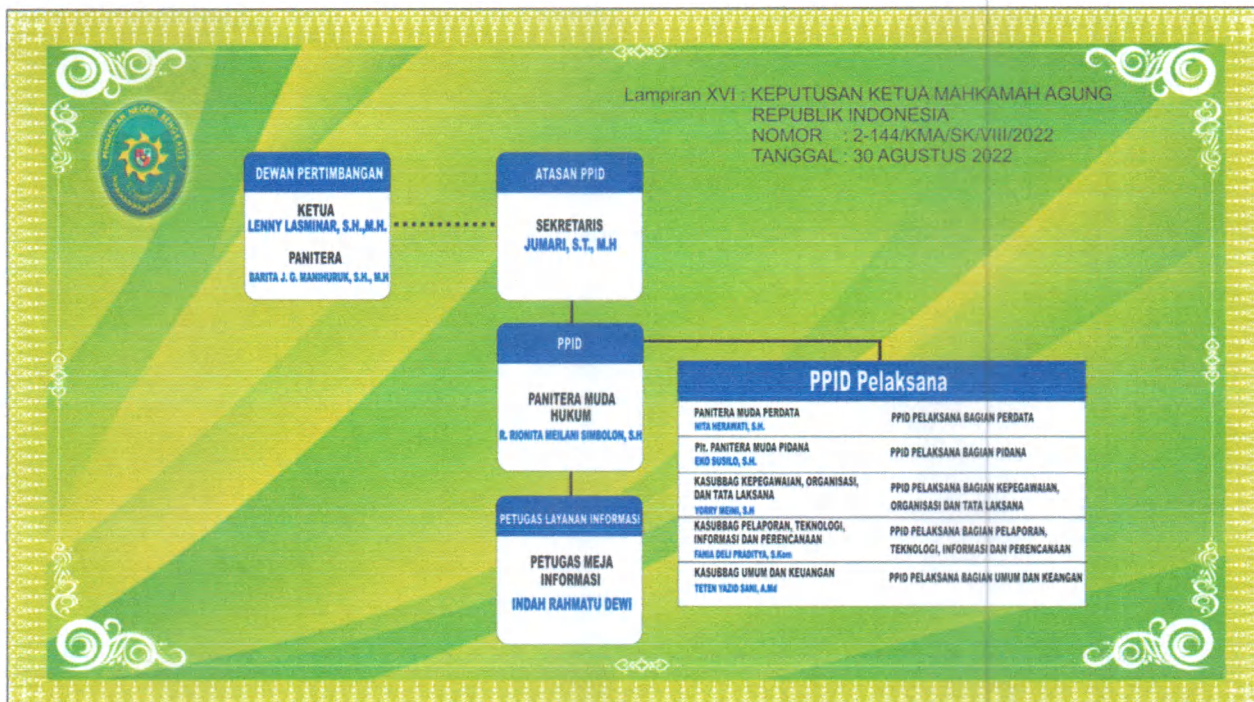 Lampiran XVI : KEPUTUSAN KETUA MAHKAMAH AGUNG
REPUBLIK INDONESIA
NOMOR : 2-144/KMA/SK/VIII/2022
TANGGAL : 30 AGUSTUS 2022
PENGADILAN NEGERI BENGKALIS
DEWAN PERTIMBANGAN
KETUA
LENNY LASMINAR, S.H.,M.H.
PANITERA
BARITA J. G. MANIHURUK, S.H., M.H
ATASAN PPID
SEKRETARIS
JUMARI, S.T., M.H
PPID
PANITERA MUDA
HUKUM
R. RIONITA MEILANI SIMBOLON, S.H
PETUGAS LAYANAN INFORMASI
PETUGAS MEJA
INFORMASI
INDAH RAHMATU DEWI
PPID Pelaksana
PANITERA MUDA PERDATA
NITA HERAWATI, S.H.
PPID PELAKSANA BAGIAN PERDATA
Plt. PANITERA MUDA PIDANA
EKO SUSILO, S.H.
PPID PELAKSANA BAGIAN PIDANA
KASUBBAG KEPEGAWAIAN, ORGANISASI,
DAN TATA LAKSANA
YORRY MEINI, S.H
PPID PELAKSANA BAGIAN KEPEGAWAIAN,
ORGANISASI DAN TATA LAKSANA
KASUBBAG PELAPORAN, TEKNOLOGI,
INFORMASI DAN PERENCANAAN
FAHIA DELI PRADITYA, S.Kom
PPID PELAKSANA BAGIAN PELAPORAN,
TEKNOLOGI, INFORMASI DAN PERENCANAAN
KASUBBAG UMUM DAN KEUANGAN
TETEN YAZID SANI, A.Md
PPID PELAKSANA BAGIAN UMUM DAN KEANGAN